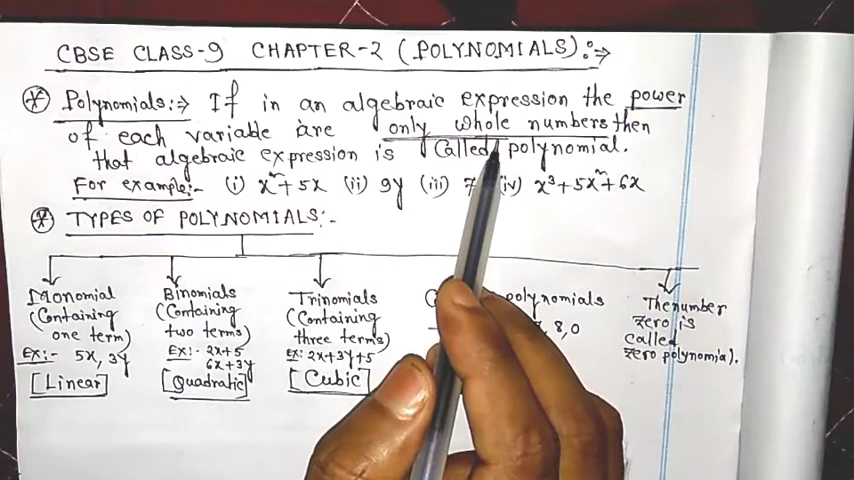 CBSE CLASS-9 CHAPTER-2 (POLYNOMIALS):→
* Polynomials:→ If in an algebraic expression the power
of each variable are only whole numbers then
that algebraic expression is called polynomial.
For example:- (i) x²+5x (ii) 9y (iii) 7 (iv) x³+5x²+6x
* TYPES OF POLYNOMIALS:-
Monomial
(Containing
one term)
Ex:- 5x, 3y
[Linear]
Binomials
(Containing
two terms)
Ex:- 2x+5
6x+3y
[Quadratic]
Trinomials
(Containing
three terms)
Ex: 2x+3y+5
[Cubic]
polynomials
8,0
The number
zero is
called
zero polynomial.